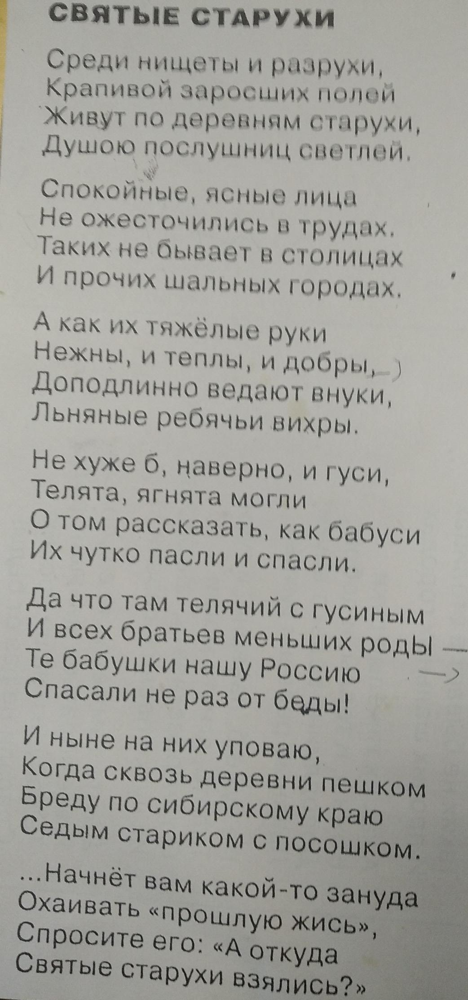 СВЯТЫЕ СТАРУХИ
Среди нищеты и разрухи,
Крапивой заросших полей
Живут по деревням старухи,
Душою послушниц светлей.
Спокойные, ясные лица
Не ожесточились в трудах.
Таких не бывает в столицах
И прочих шальных городах.
А как их тяжёлые руки
Нежны, и теплы, и добры,
Доподлинно ведают внуки,
Льняные ребячьи вихры.
Не хуже б, наверно, и гуси,
Телята, ягнята могли
О том рассказать, как бабуси
Их чутко пасли и спасли.
Да что там телячий с гусиным
И всех братьев меньших роды —
Те бабушки нашу Россию
Спасали не раз от беды!
И ныне на них уповаю,
Когда сквозь деревни пешком
Бреду по сибирскому краю
Седым стариком с посошком.
...Начнёт вам какой-то зануда
Охаивать «прошлую жись»,
Спросите его: «А откуда
Святые старухи взялись?»